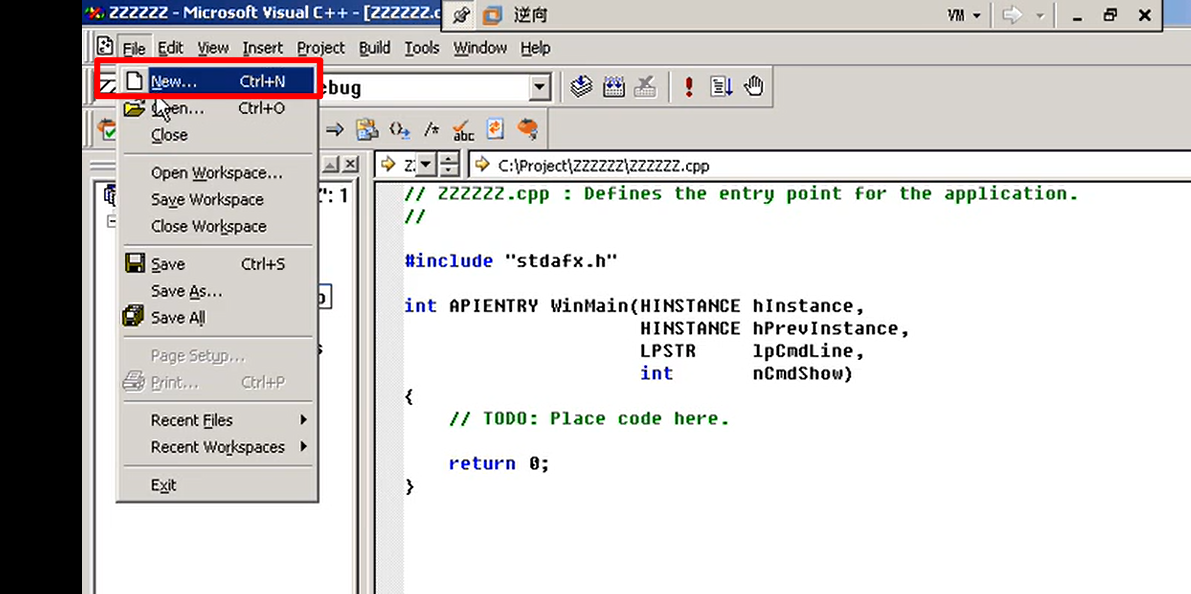 ZZZZZZ - Microsoft Visual C++ - [ZZZZZZ.c
逆向
VM
File Edit View Insert Project Build Tools Window Help
New... Ctrl+N
ebug
Open... Ctrl+O
Close
abc
Open Workspace...
Save Workspace
Close Workspace
Save Ctrl+S
Save As...
Save All
Page Setup...
Print... Ctrl+P
Recent Files
Recent Workspaces
Exit
": 1
C:\Project\ZZZZZZ\ZZZZZZ.cpp
// ZZZZZZ.cpp : Defines the entry point for the application.
//
#include "stdafx.h"
int APIENTRY WinMain(HINSTANCE hInstance,
HINSTANCE hPrevInstance,
LPSTR lpCmdLine,
int nCmdShow)
{
// TODO: Place code here.
return 0;
}